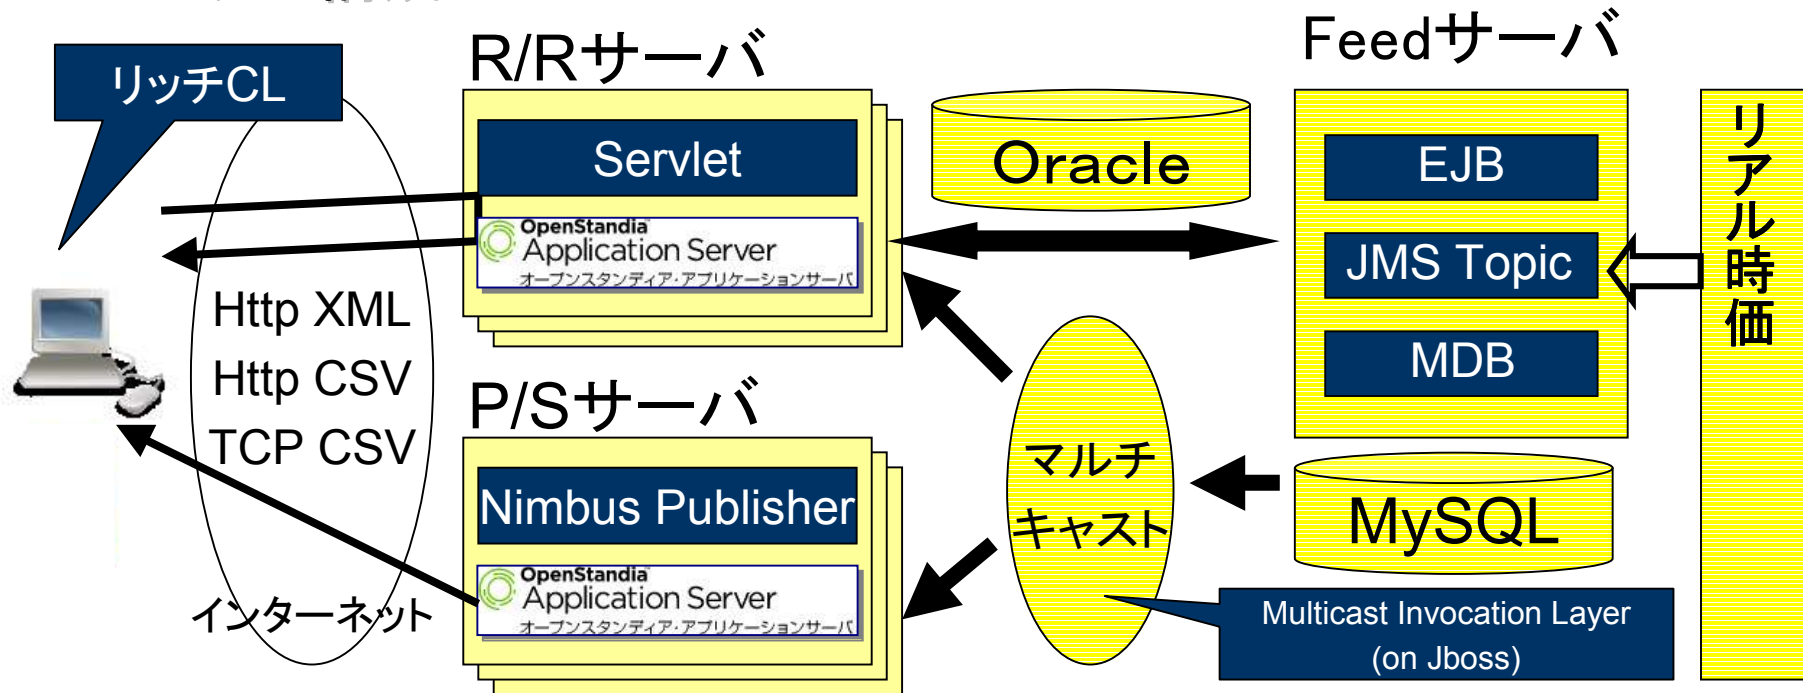 リッチCL
R/Rサーバ
Servlet
OpenStandia
Application Server
オープンスタンディア・アプリケーションサーバ
Oracle
Feedサーバ
EJB
JMS Topic
MDB
リアル時価
Http XML
Http CSV
TCP CSV
インターネット
P/Sサーバ
Nimbus Publisher
OpenStandia
Application Server
オープンスタンディア・アプリケーションサーバ
マルチ
キャスト
MySQL
Multicast Invocation Layer
(on Jboss)